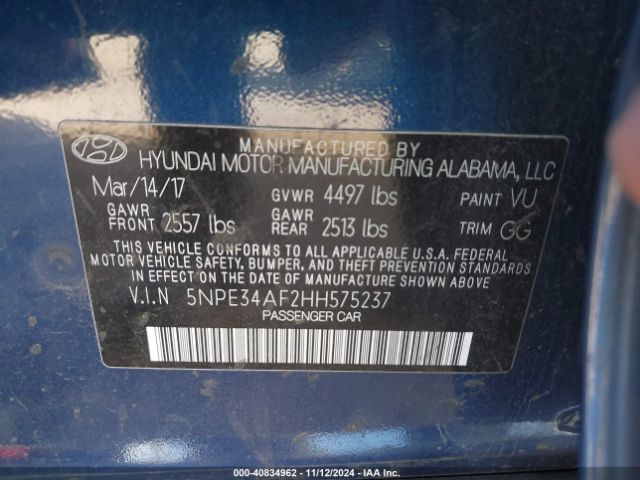 MANUFACTURED BY
HYUNDAI MOTOR MANUFACTURING ALABAMA, LLC
Mar/14/17 GVWR 4497 lbs PAINT VU
GAWR FRONT 2557 lbs GAWR REAR 2513 lbs TRIM GG
THIS VEHICLE CONFORMS TO ALL APPLICABLE U.S.A. FEDERAL
MOTOR VEHICLE SAFETY, BUMPER, AND THEFT PREVENTION STANDARDS
IN EFFECT ON THE DATE OF MANUFACTURE SHOWN ABOVE.
V.I.N 5NPE34AF2HH575237
PASSENGER CAR
000-40834962 - 11/12/2024 - IAA Inc.